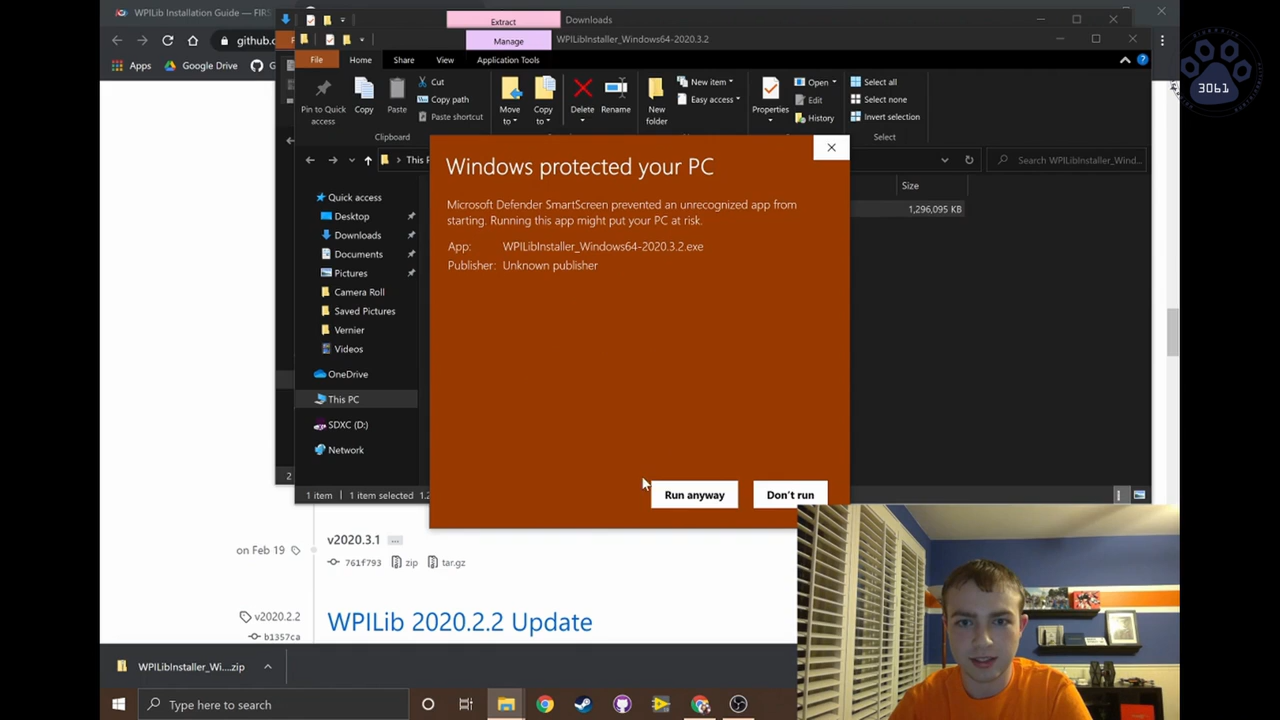 WPILib Installation Guide — FIRS
Extract
Downloads
Manage
WPILibInstaller_Windows64-2020.3.2
github.c
File
Home
Share
View
Application Tools
Apps
Google Drive
G
Pin to Quick access
Copy
Paste
Cut
Copy path
Paste shortcut
Move to
Copy to
Delete
Rename
New folder
New item
Easy access
Properties
Open
Edit
History
Select all
Select none
Invert selection
Clipboard
Select
3061
This P
Search WPILibInstaller_Wind...
Size
1,296,095 KB
Quick access
Desktop
Downloads
Documents
Pictures
Camera Roll
Saved Pictures
Vernier
Videos
OneDrive
This PC
SDXC (D:)
Network
Windows protected your PC
Microsoft Defender SmartScreen prevented an unrecognized app from
starting. Running this app might put your PC at risk.
App: WPILibInstaller_Windows64-2020.3.2.exe
Publisher: Unknown publisher
Run anyway
Don't run
2
1 item
1 item selected
1.2
on Feb 19
v2020.3.1
...
761f793
zip
tar.gz
v2020.2.2
b1357ca
WPILib 2020.2.2 Update
WPILibInstaller_Wi....zip
Type here to search